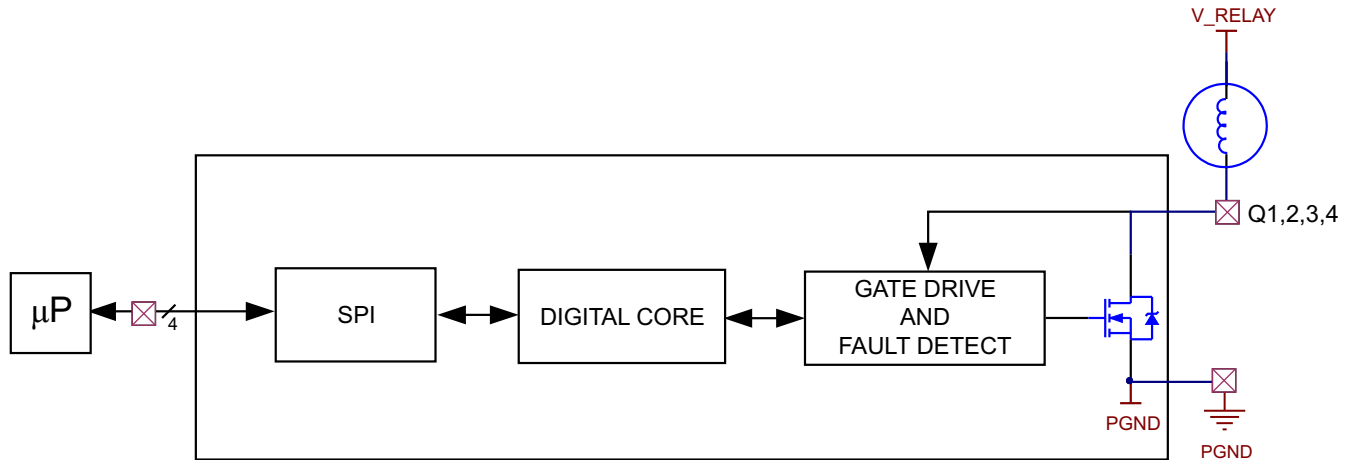 V_RELAY
Q1,2,3,4
μP
4
SPI
DIGITAL CORE
GATE DRIVE
AND
FAULT DETECT
PGND
PGND